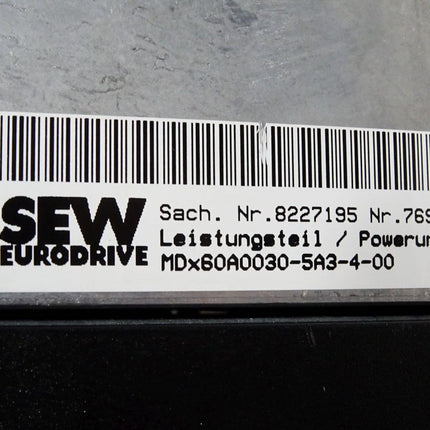 SEW
EURODRIVE
Sach. Nr.8227195 Nr.769
Leistungsteil / Powerun
MDx60A0030-5A3-4-00